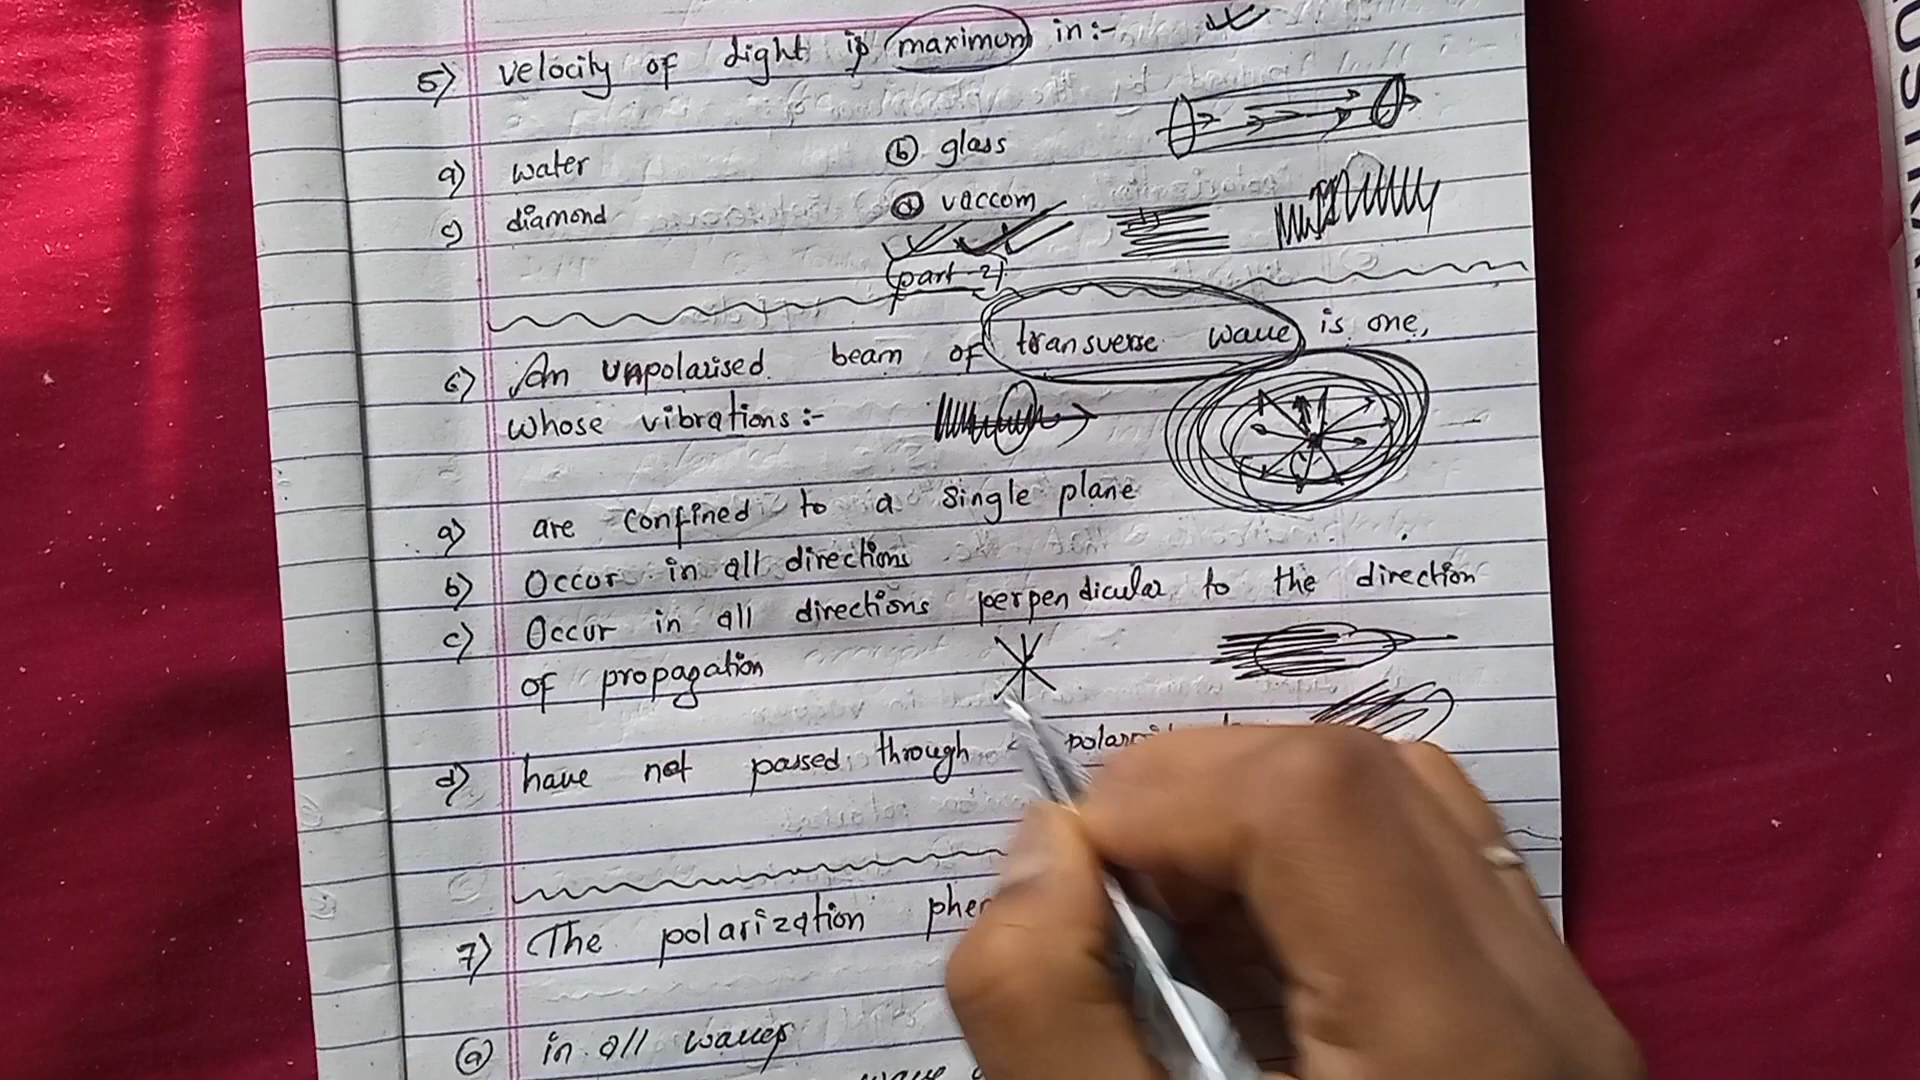 5) velocity of light is maximum in:-
a) water
(b) glass
c) diamond
(d) vaccom
(part-2)
6) An unpolarised beam of transverse wave is one,
whose vibrations:-
a) are confined to a single plane
b) Occur in all directions
c) Occur in all directions perpendicular to the direction
of propagation
d) have not passed through
7) The polarization
(a) in all waves